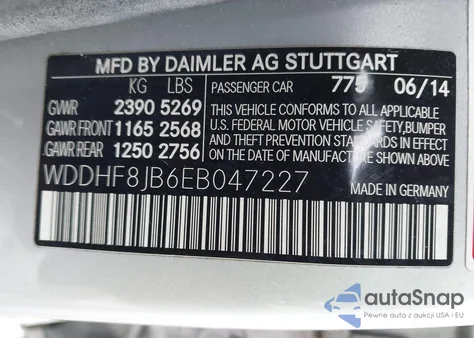 MFD BY DAIMLER AG STUTTGART
KG LBS
GVWR 2390 5269
GAWR FRONT 1165 2568
GAWR REAR 1250 2756
PASSENGER CAR 775 06/14
THIS VEHICLE CONFORMS TO ALL APPLICABLE
U.S. FEDERAL MOTOR VEHICLE SAFETY,BUMPER
AND THEFT PREVENTION STANDARDS IN EFFECT
ON THE DATE OF MANUFACTURE SHOWN ABOVE
WDDHF8JB6EB047227
MADE IN GERMANY
autaSnap
Pewne auta z aukcji USA i EU